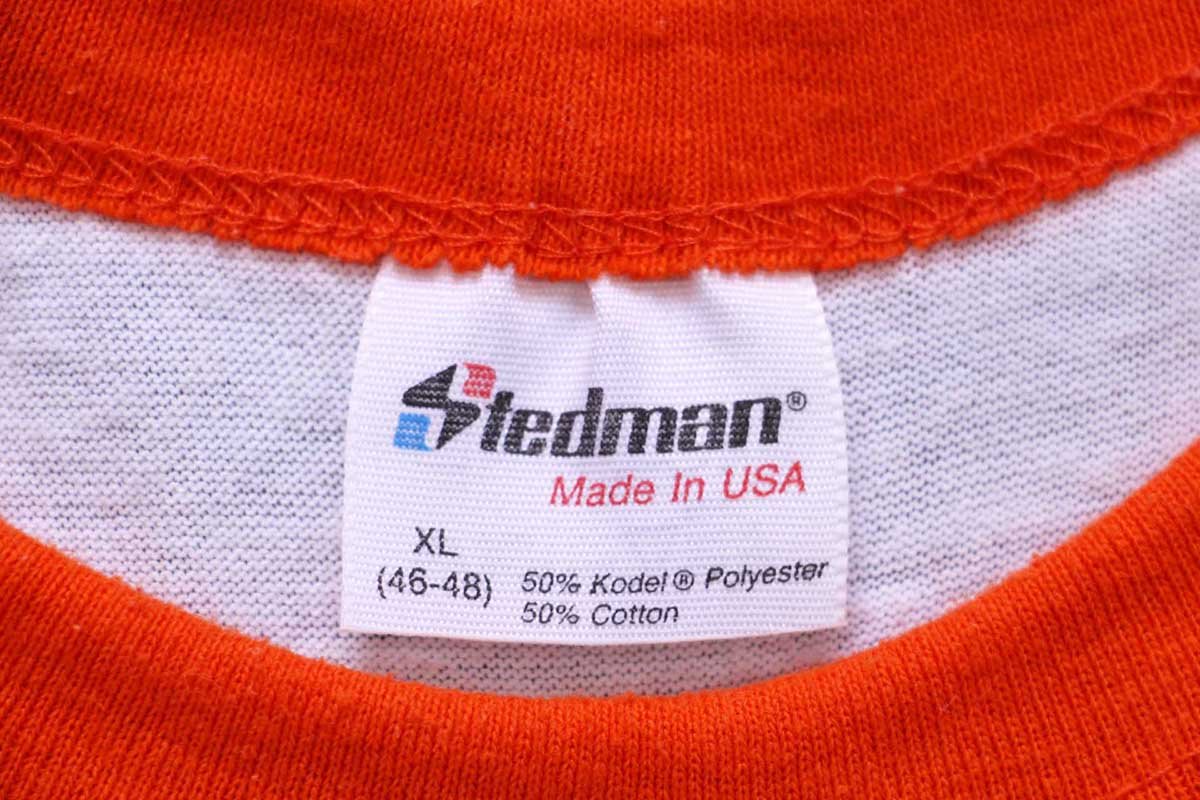 Stedman®
Made In USA
XL
(46-48)
50% Kodel® Polyester
50% Cotton